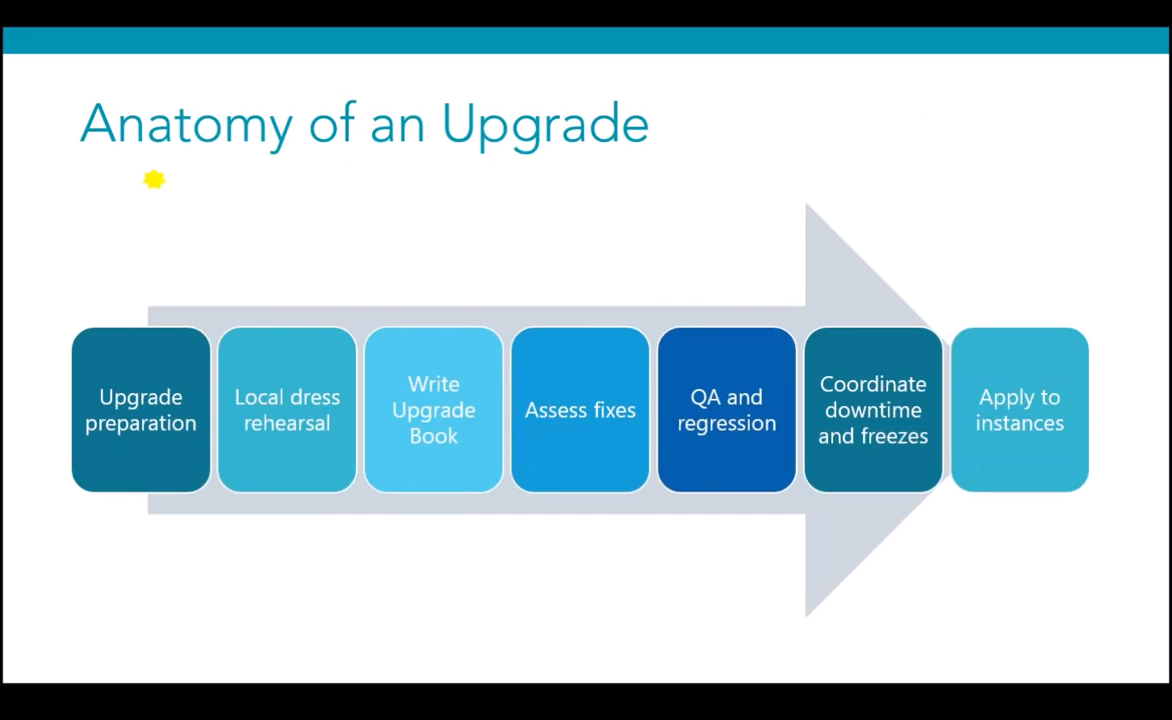 Anatomy of an Upgrade
Upgrade
preparation
Local dress
rehearsal
Write
Upgrade
Book
Assess fixes
QA and
regression
Coordinate
downtime
and freezes
Apply to
instances